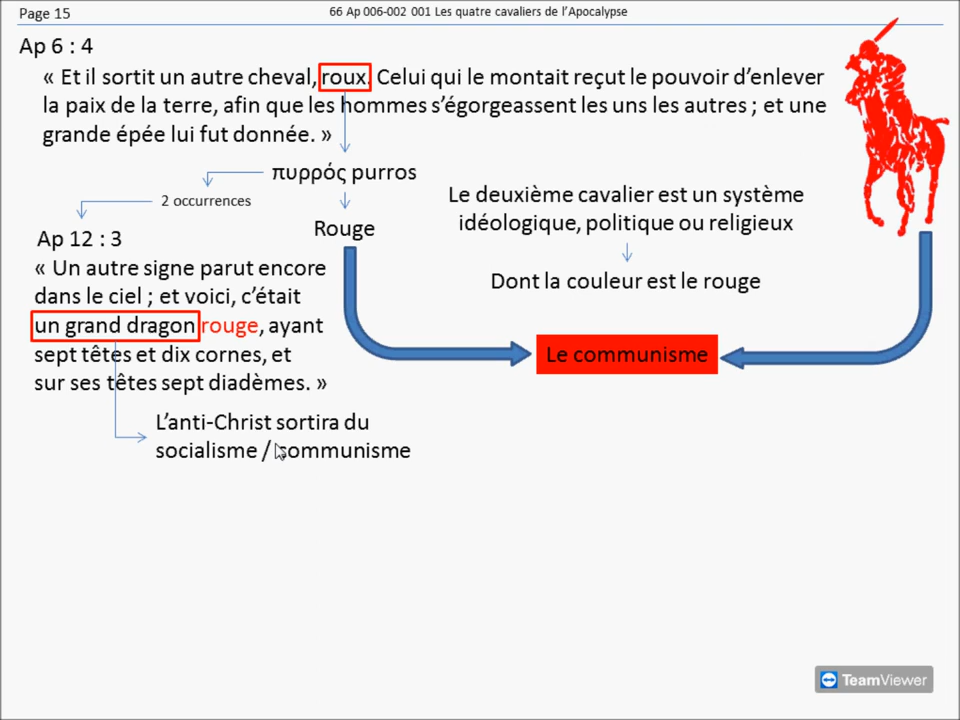 Page 15
66 Ap 006-002 001 Les quatre cavaliers de l'Apocalypse
Ap 6 : 4
« Et il sortit un autre cheval, roux. Celui qui le montait reçut le pouvoir d'enlever
la paix de la terre, afin que les hommes s'égorgeassent les uns les autres ; et une
grande épée lui fut donnée. »
πυρρός purros
2 occurrences
Rouge
Le deuxième cavalier est un système
idéologique, politique ou religieux
Dont la couleur est le rouge
Le communisme
Ap 12 : 3
« Un autre signe parut encore
dans le ciel ; et voici, c'était
un grand dragon rouge, ayant
sept têtes et dix cornes, et
sur ses têtes sept diadèmes. »
L'anti-Christ sortira du
socialisme / communisme
TeamViewer